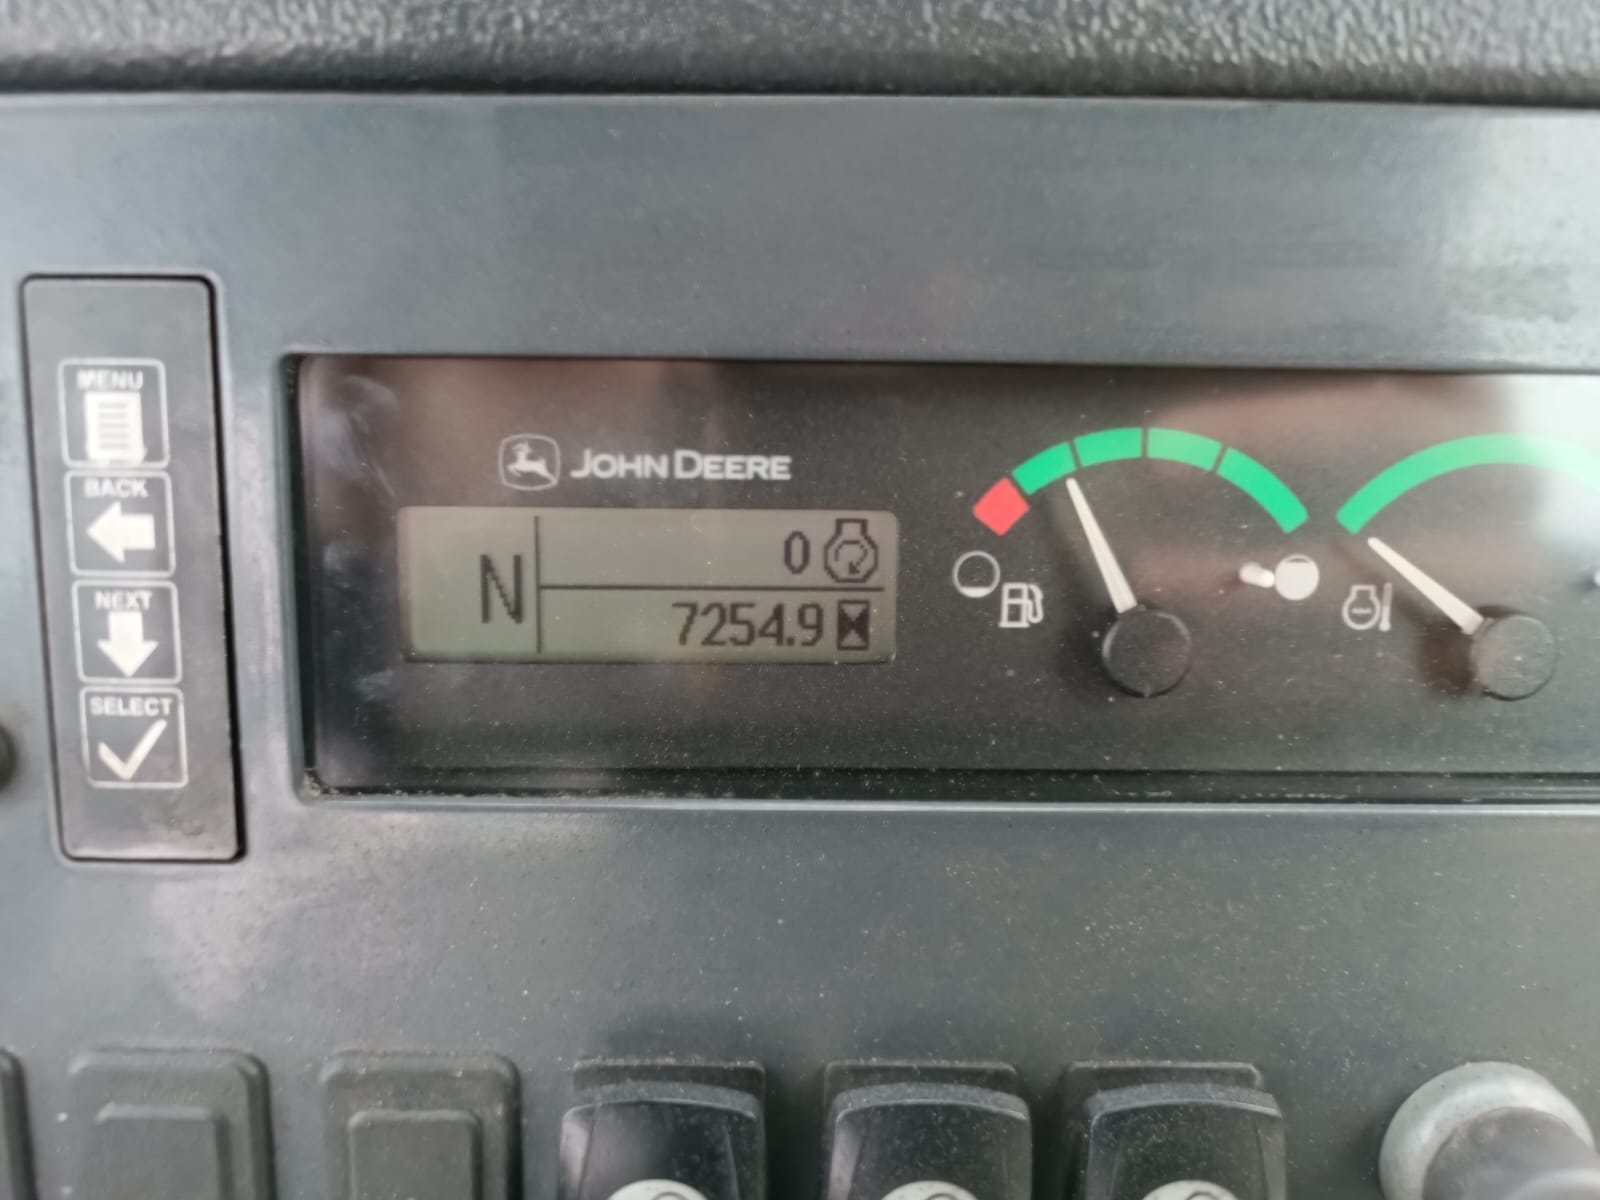 MENU
BACK
NEXT
SELECT
JOHN DEERE
N
0
7254.9